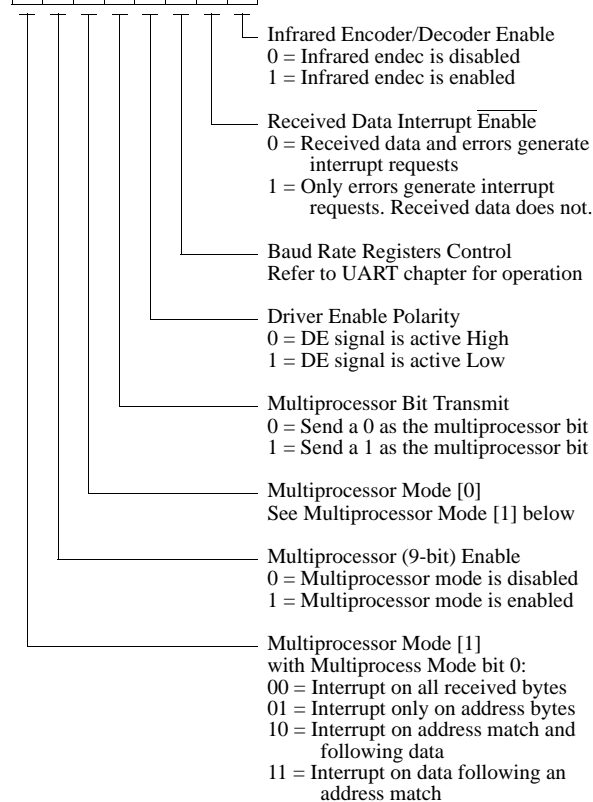 Infrared Encoder/Decoder Enable
0 = Infrared endec is disabled
1 = Infrared endec is enabled
Received Data Interrupt Enable
0 = Received data and errors generate
interrupt requests
1 = Only errors generate interrupt
requests. Received data does not.
Baud Rate Registers Control
Refer to UART chapter for operation
Driver Enable Polarity
0 = DE signal is active High
1 = DE signal is active Low
Multiprocessor Bit Transmit
0 = Send a 0 as the multiprocessor bit
1 = Send a 1 as the multiprocessor bit
Multiprocessor Mode [0]
See Multiprocessor Mode [1] below
Multiprocessor (9-bit) Enable
0 = Multiprocessor mode is disabled
1 = Multiprocessor mode is enabled
Multiprocessor Mode [1]
with Multiprocess Mode bit 0:
00 = Interrupt on all received bytes
01 = Interrupt only on address bytes
10 = Interrupt on address match and
following data
11 = Interrupt on data following an
address match